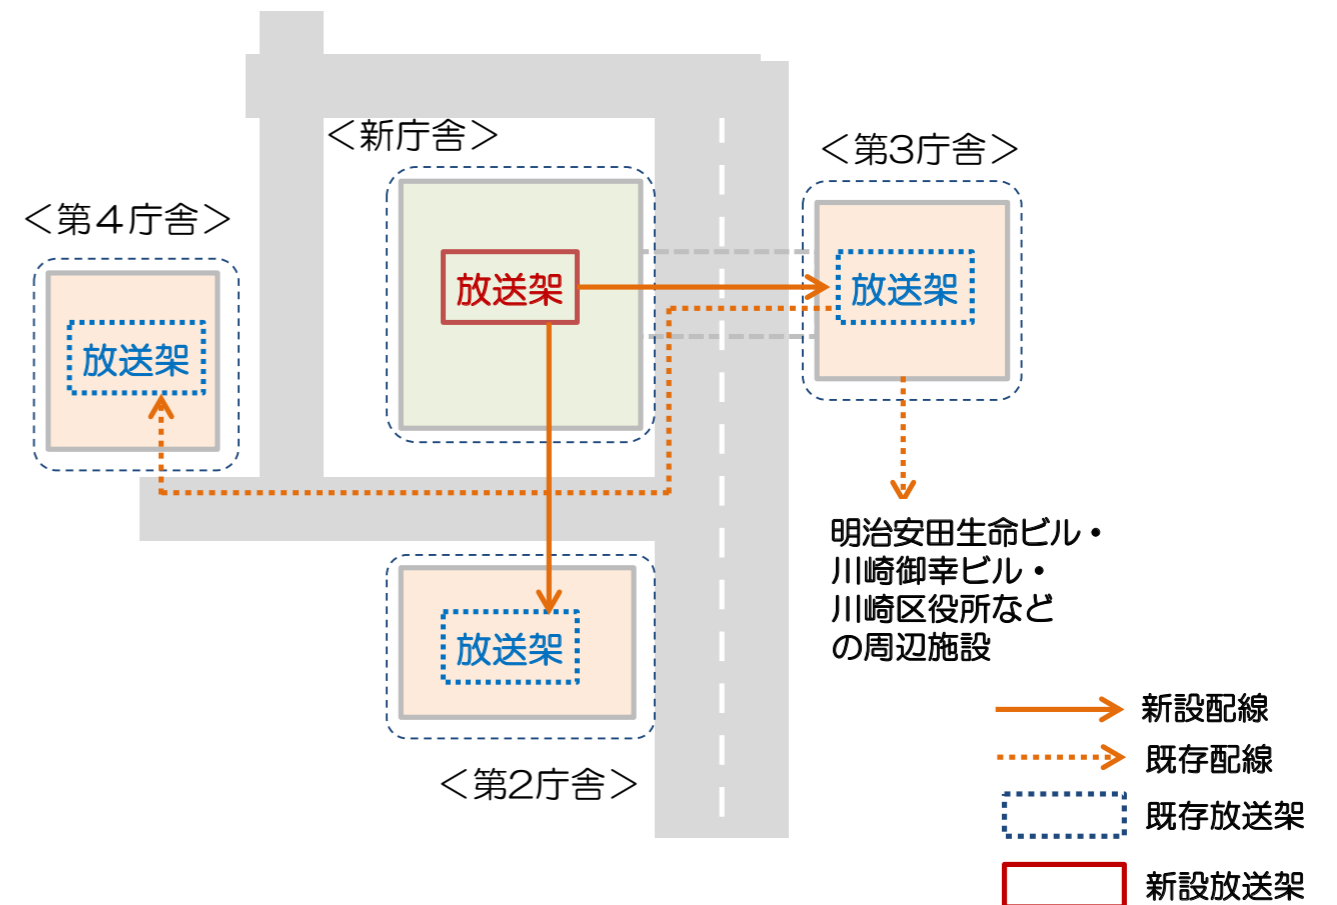 ＜新庁舎＞
＜第3庁舎＞
＜第４庁舎＞
放送架
放送架
放送架
明治安田生命ビル・
川崎御幸ビル・
川崎区役所など
の周辺施設
放送架
＜第2庁舎＞
新設配線
既存配線
既存放送架
新設放送架